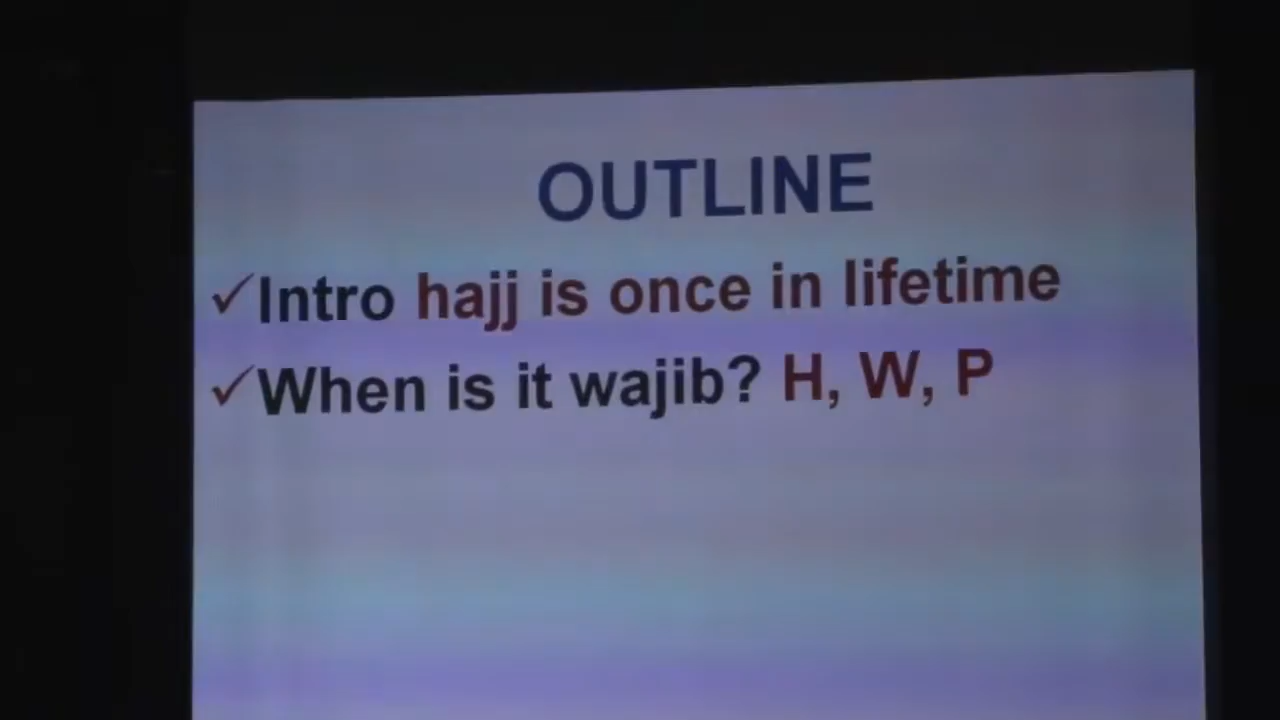 OUTLINE
✓Intro hajj is once in lifetime
✓When is it wajib? H, W, P